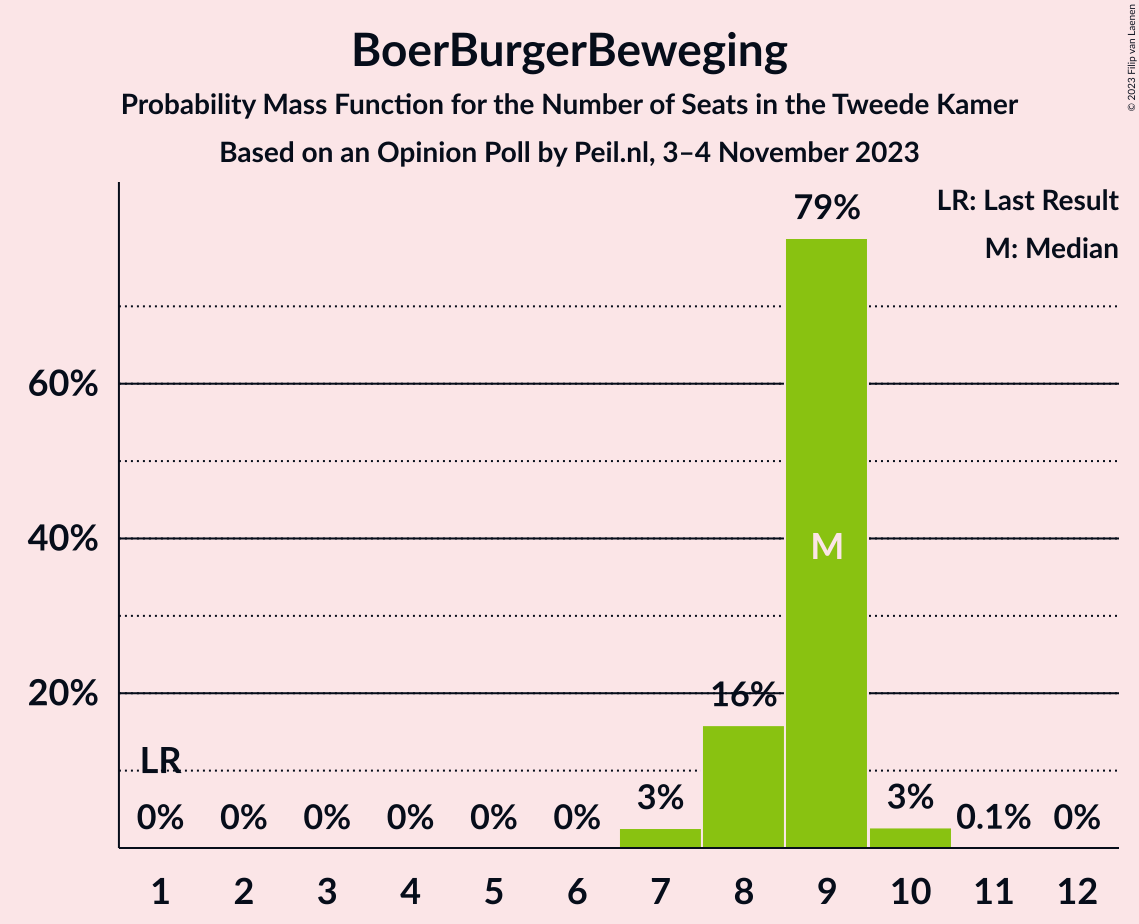 BoerBurgerBeweging
Probability Mass Function for the Number of Seats in the Tweede Kamer
Based on an Opinion Poll by Peil.nl, 3–4 November 2023
© 2023 Filip van Laenen
LR: Last Result
M: Median
79%
60%
40%
M
20%
16%
LR
0%
0%
0%
0%
0%
0%
3%
3%
0.1%
0%
1 2 3 4 5 6 7 8 9 10 11 12